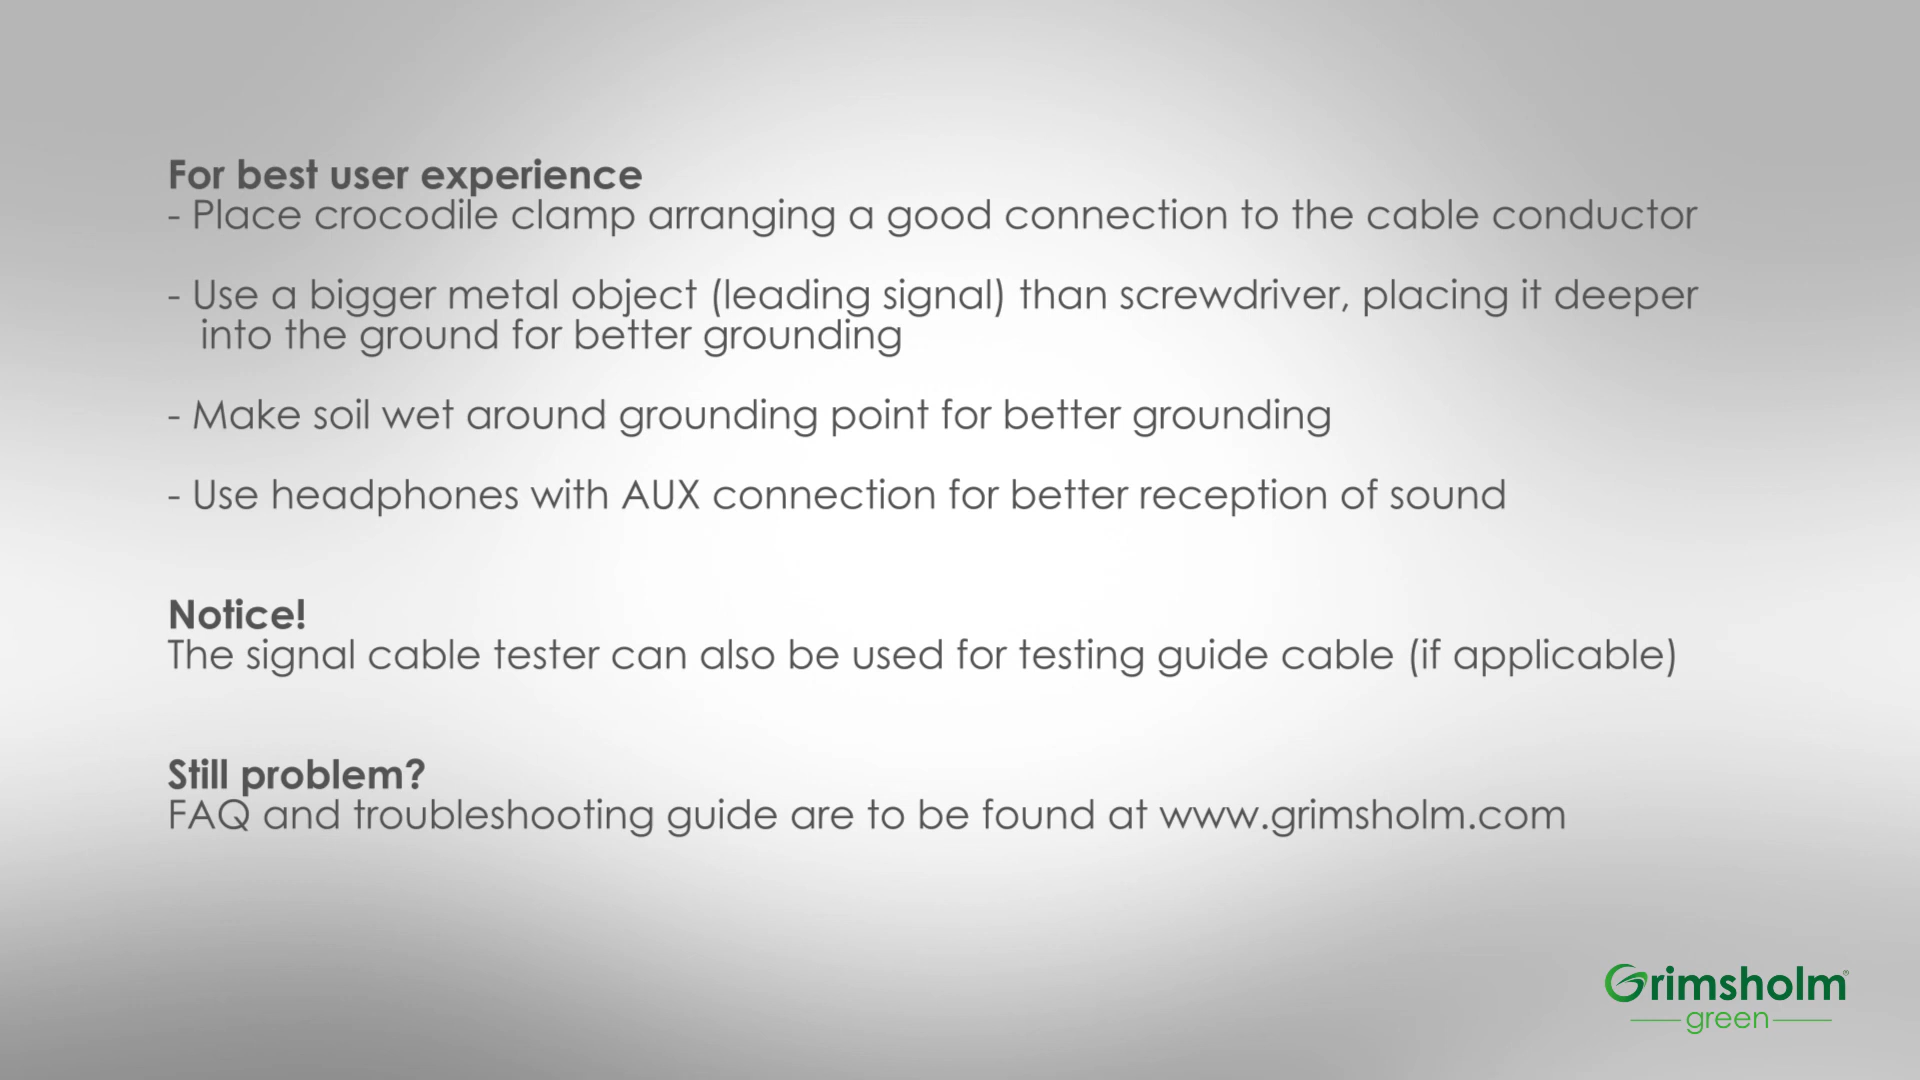 For best user experience
- Place crocodile clamp arranging a good connection to the cable conductor
- Use a bigger metal object (leading signal) than screwdriver, placing it deeper
into the ground for better grounding
- Make soil wet around grounding point for better grounding
- Use headphones with AUX connection for better reception of sound
Notice!
The signal cable tester can also be used for testing guide cable (if applicable)
Still problem?
FAQ and troubleshooting guide are to be found at www.grimsholm.com
Grimsholm®
green